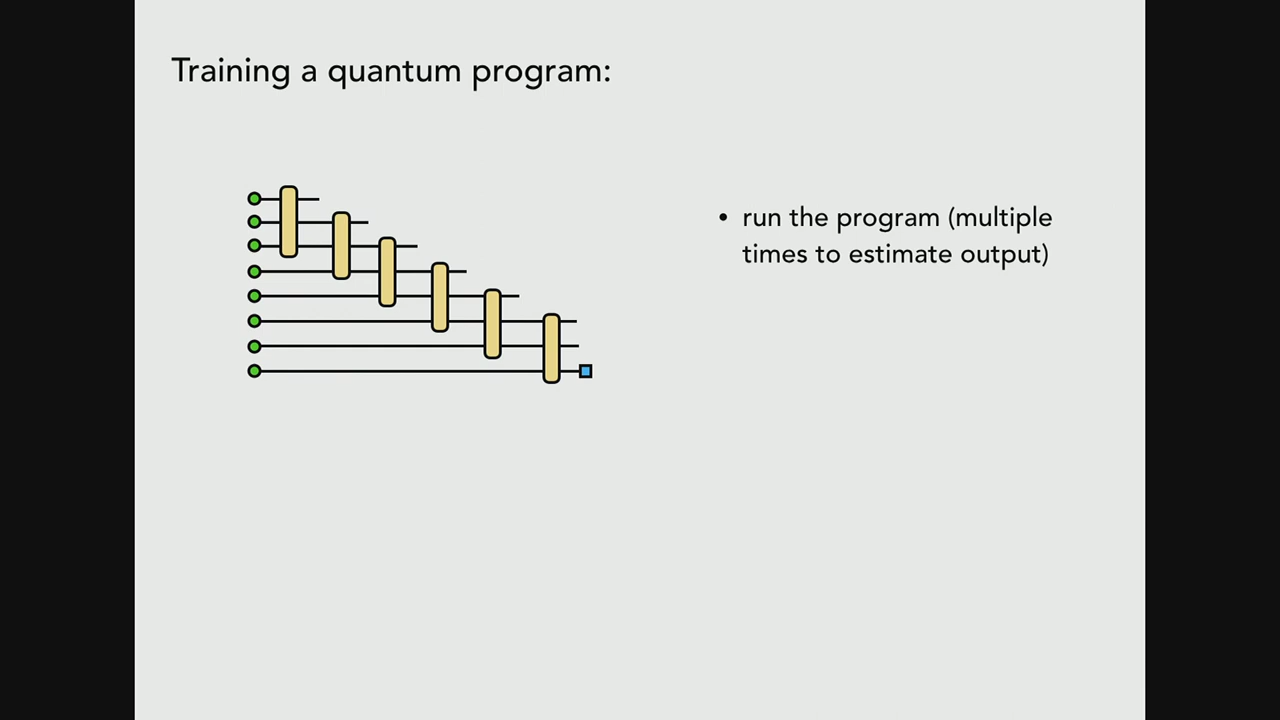 Training a quantum program:
• run the program (multiple
times to estimate output)